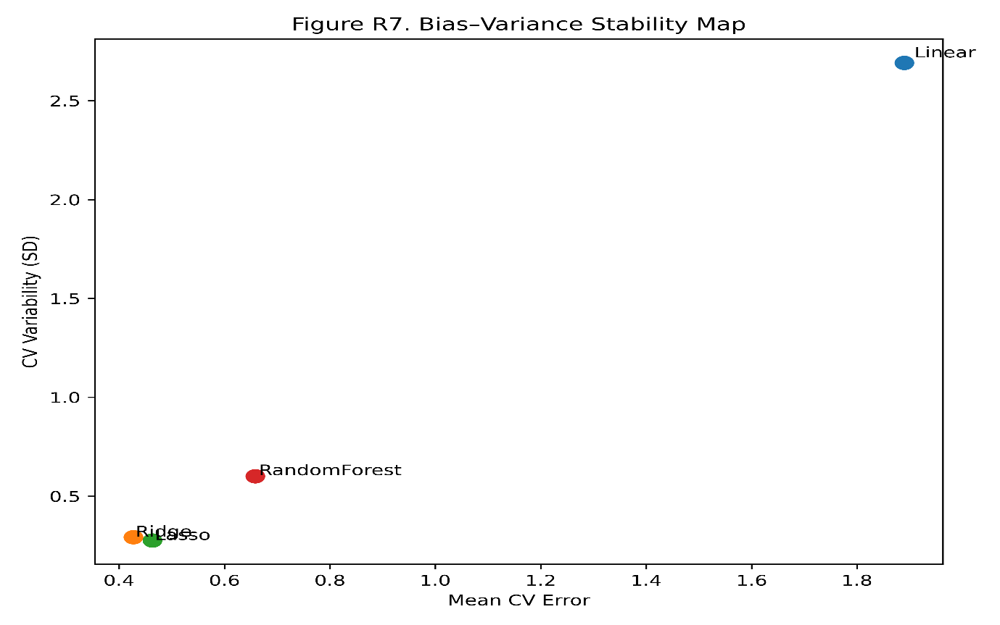 Figure R7. Bias–Variance Stability Map
Linear
2.5
2.0
CV Variability (SD)
1.5
1.0
RandomForest
0.5
Ridge
Lasso
0.4 0.6 0.8 1.0 1.2 1.4 1.6 1.8
Mean CV Error